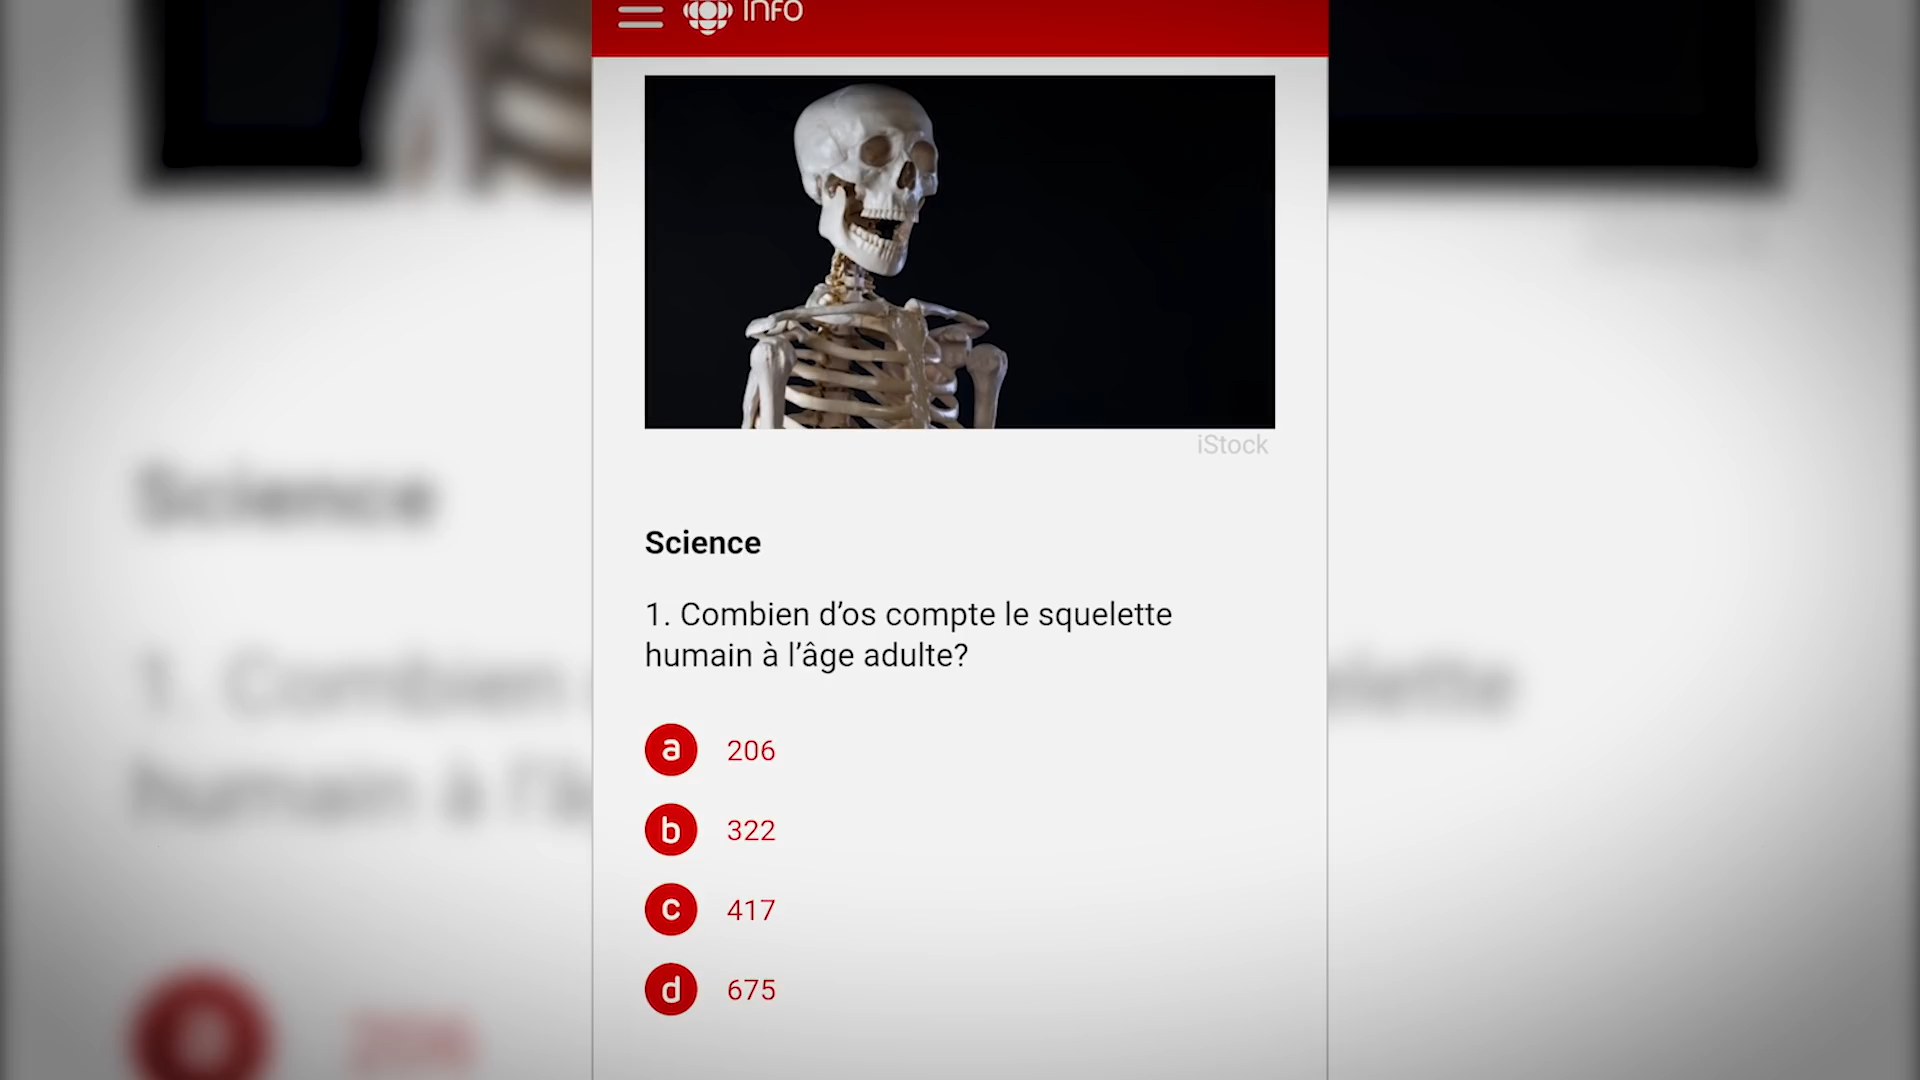 INFO
iStock
Science
1. Combien d’os compte le squelette
humain à l’âge adulte?
a 206
b 322
c 417
d 675